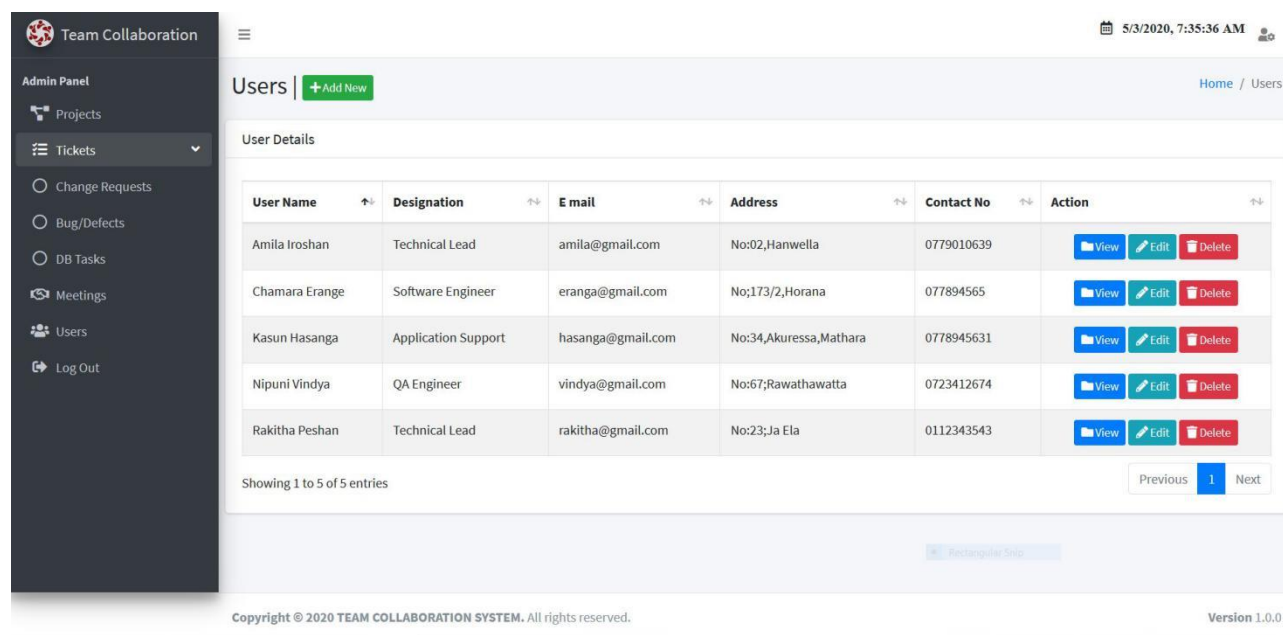 Team Collaboration
5/3/2020, 7:35:36 AM
Admin Panel
Projects
Tickets
Change Requests
Bug/Defects
DB Tasks
Meetings
Users
Log Out
Users | +Add New
Home / Users
User Details
User Name Designation E mail Address Contact No Action
Amila Iroshan Technical Lead amila@gmail.com No:02,Hanwella 0779010639 View Edit Delete
Chamara Erange Software Engineer eranga@gmail.com No;173/2,Horana 077894565 View Edit Delete
Kasun Hasanga Application Support hasanga@gmail.com No:34,Akuressa,Mathara 0778945631 View Edit Delete
Nipuni Vindya QA Engineer vindya@gmail.com No:67;Rawathawatta 0723412674 View Edit Delete
Rakitha Peshan Technical Lead rakitha@gmail.com No:23;Ja Ela 0112343543 View Edit Delete
Showing 1 to 5 of 5 entries
Previous 1 Next
Rectangular Snip
Copyright © 2020 TEAM COLLABORATION SYSTEM. All rights reserved.
Version 1.0.0